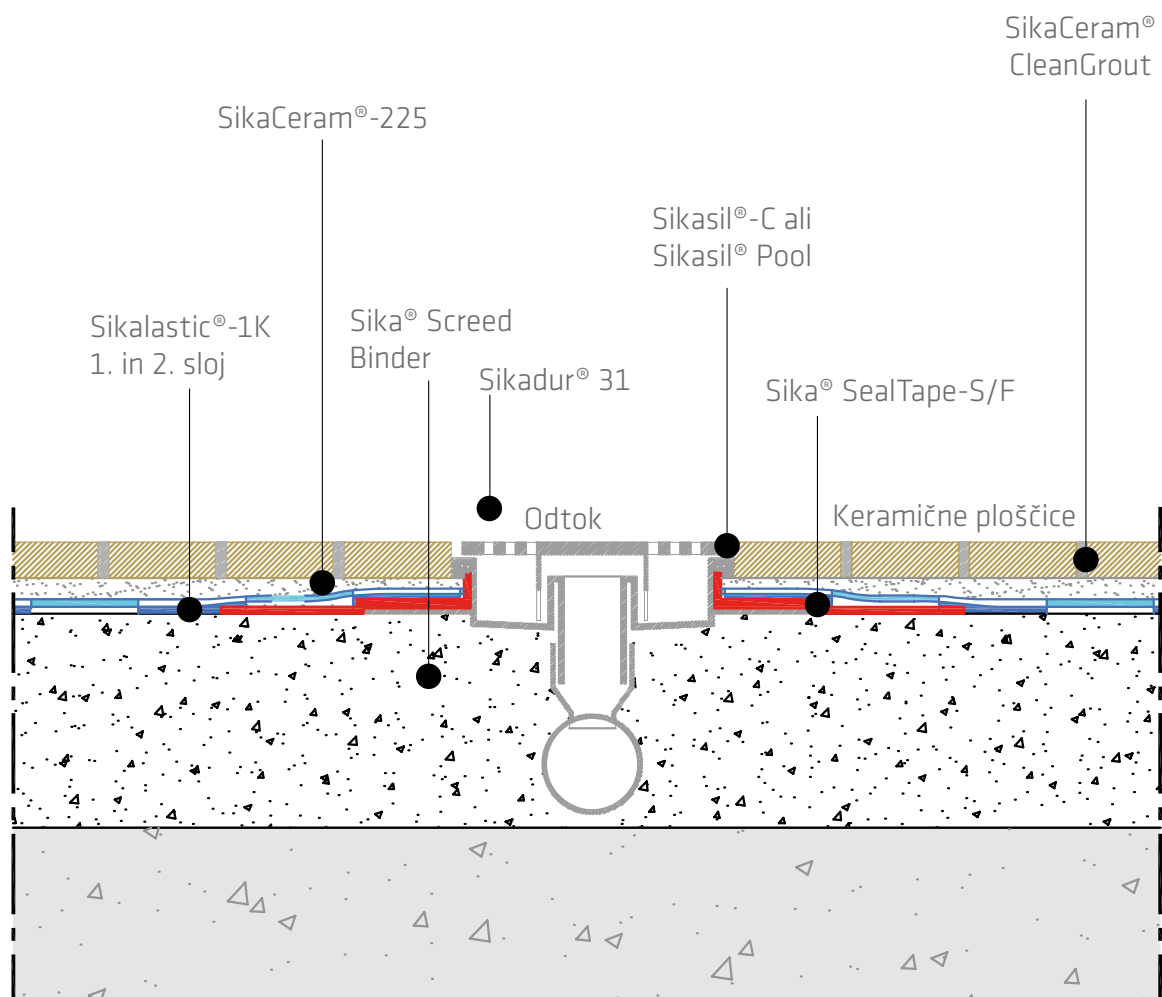 SikaCeram®
CleanGrout
SikaCeram®-225
Sikasil®-C ali
Sikasil® Pool
Sikalastic®-1K
1. in 2. sloj
Sika® Screed
Binder
Sikadur® 31
Sika® SealTape-S/F
Odtok
Keramične ploščice